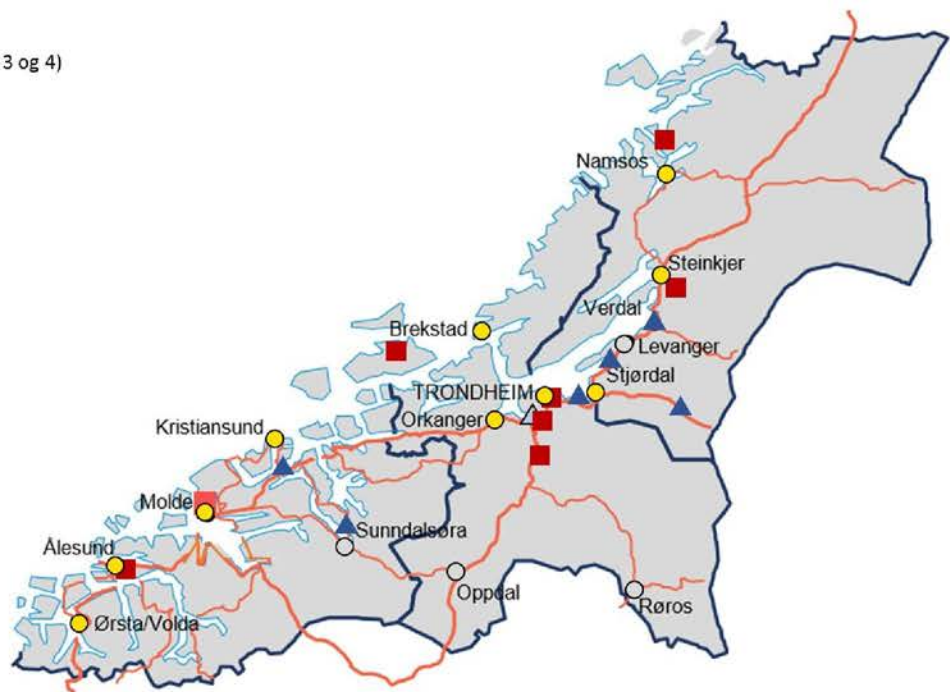 3 og 4)
Namsos
Steinkjer
Verdal
Brekstad
Levanger
Stjørdal
TRONDHEIM
Orkanger
Kristiansund
Molde
Sunndalsøra
Ålesund
Oppdal
Røros
Ørsta/Volda